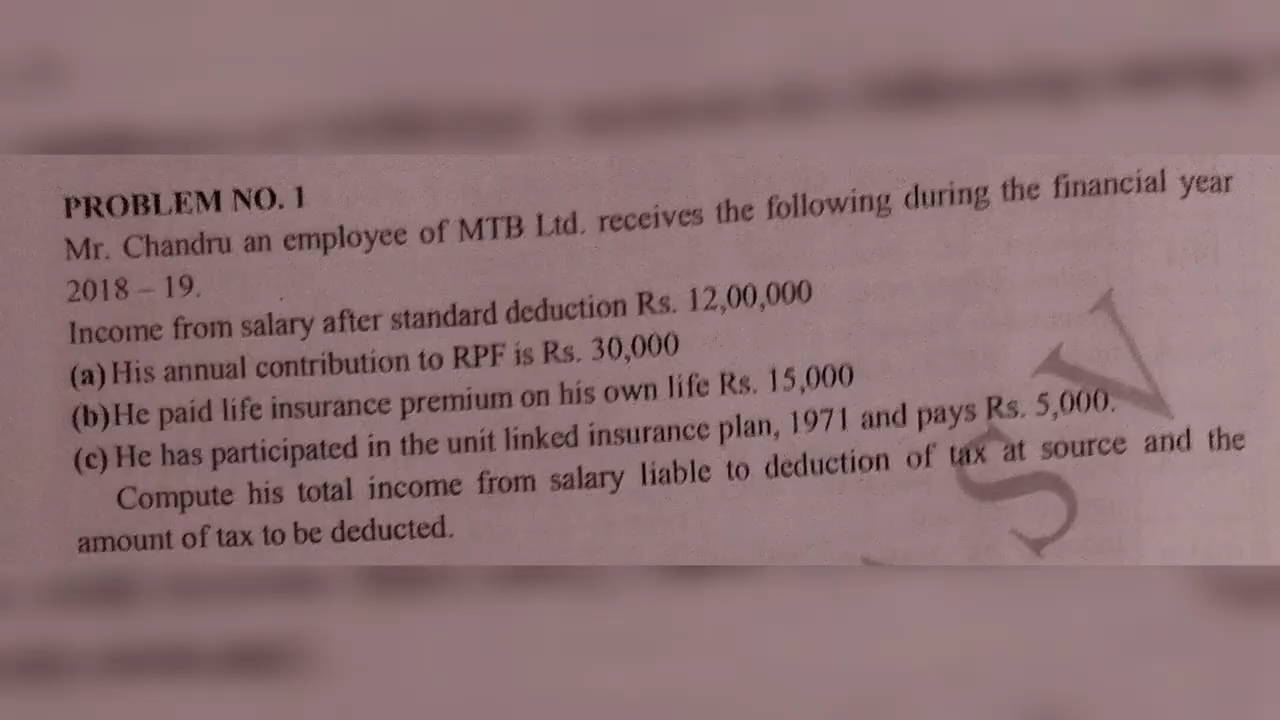 PROBLEM NO. 1
Mr. Chandru an employee of MTB Ltd. receives the following during the financial year
2018 – 19.
Income from salary after standard deduction Rs. 12,00,000
(a) His annual contribution to RPF is Rs. 30,000
(b) He paid life insurance premium on his own life Rs. 15,000
(c) He has participated in the unit linked insurance plan, 1971 and pays Rs. 5,000.
Compute his total income from salary liable to deduction of tax at source and the
amount of tax to be deducted.
S V